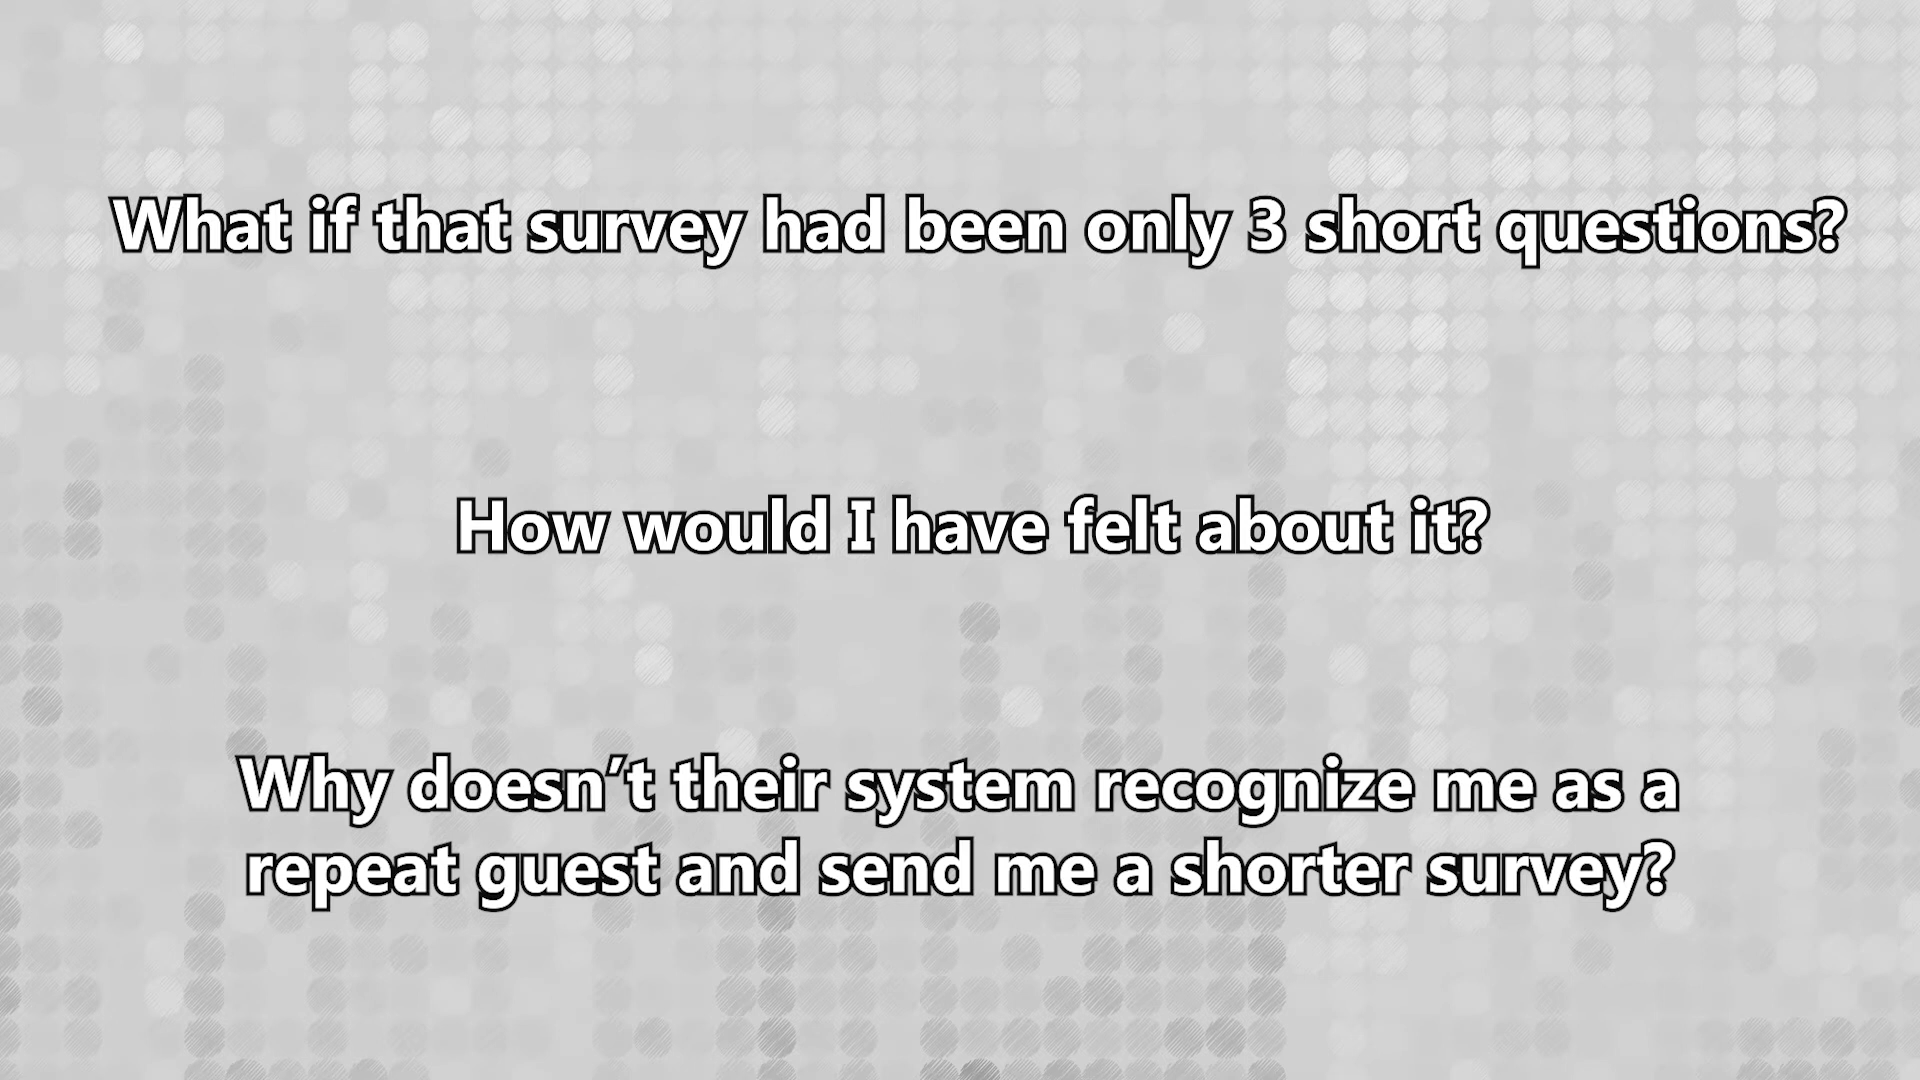 What if that survey had been only 3 short questions?
How would I have felt about it?
Why doesn’t their system recognize me as a
repeat guest and send me a shorter survey?